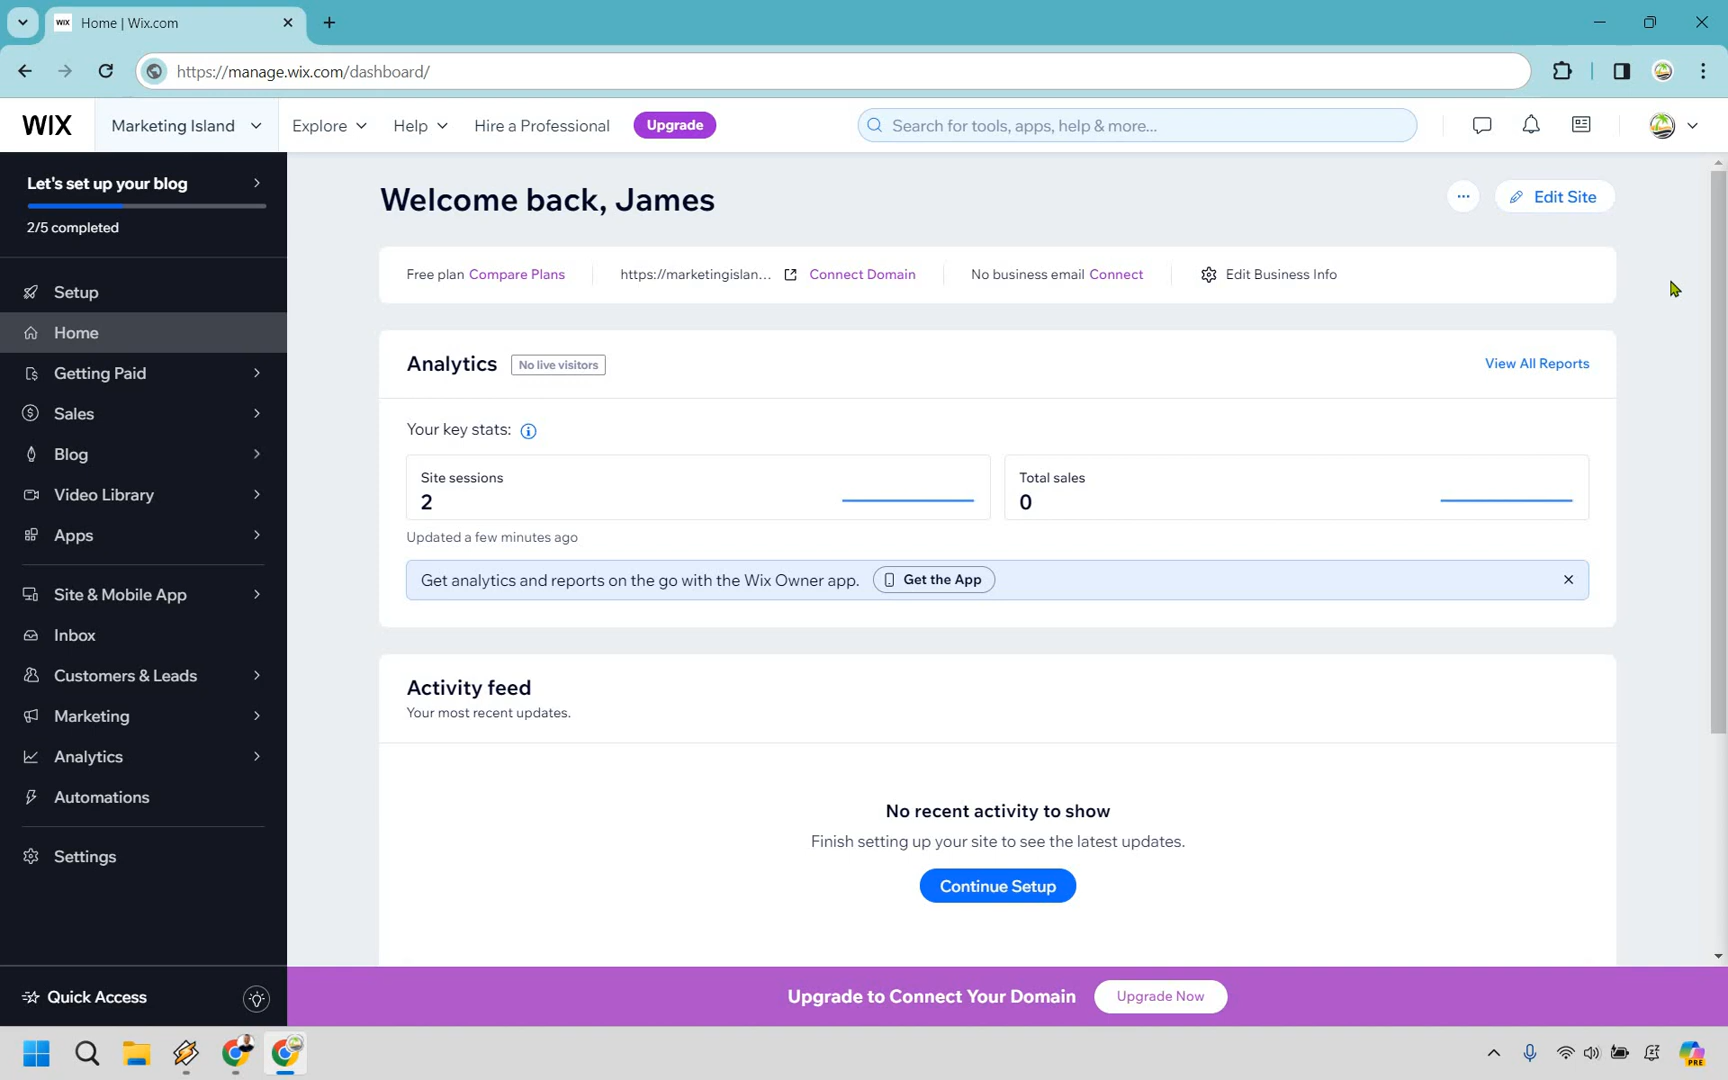 WIX Home | Wix.com
https://manage.wix.com/dashboard/
WIX Marketing Island Explore Help Hire a Professional Upgrade Search for tools, apps, help & more...
Let's set up your blog
2/5 completed
Setup
Home
Getting Paid
Sales
Blog
Video Library
Apps
Site & Mobile App
Inbox
Customers & Leads
Marketing
Analytics
Automations
Settings
Quick Access
Welcome back, James
... Edit Site
Free plan Compare Plans https://marketingislan... Connect Domain No business email Connect Edit Business Info
Analytics No live visitors View All Reports
Your key stats:
Site sessions
2
Total sales
0
Updated a few minutes ago
Get analytics and reports on the go with the Wix Owner app. Get the App
Activity feed
Your most recent updates.
No recent activity to show
Finish setting up your site to see the latest updates.
Continue Setup
Upgrade to Connect Your Domain Upgrade Now
PRE